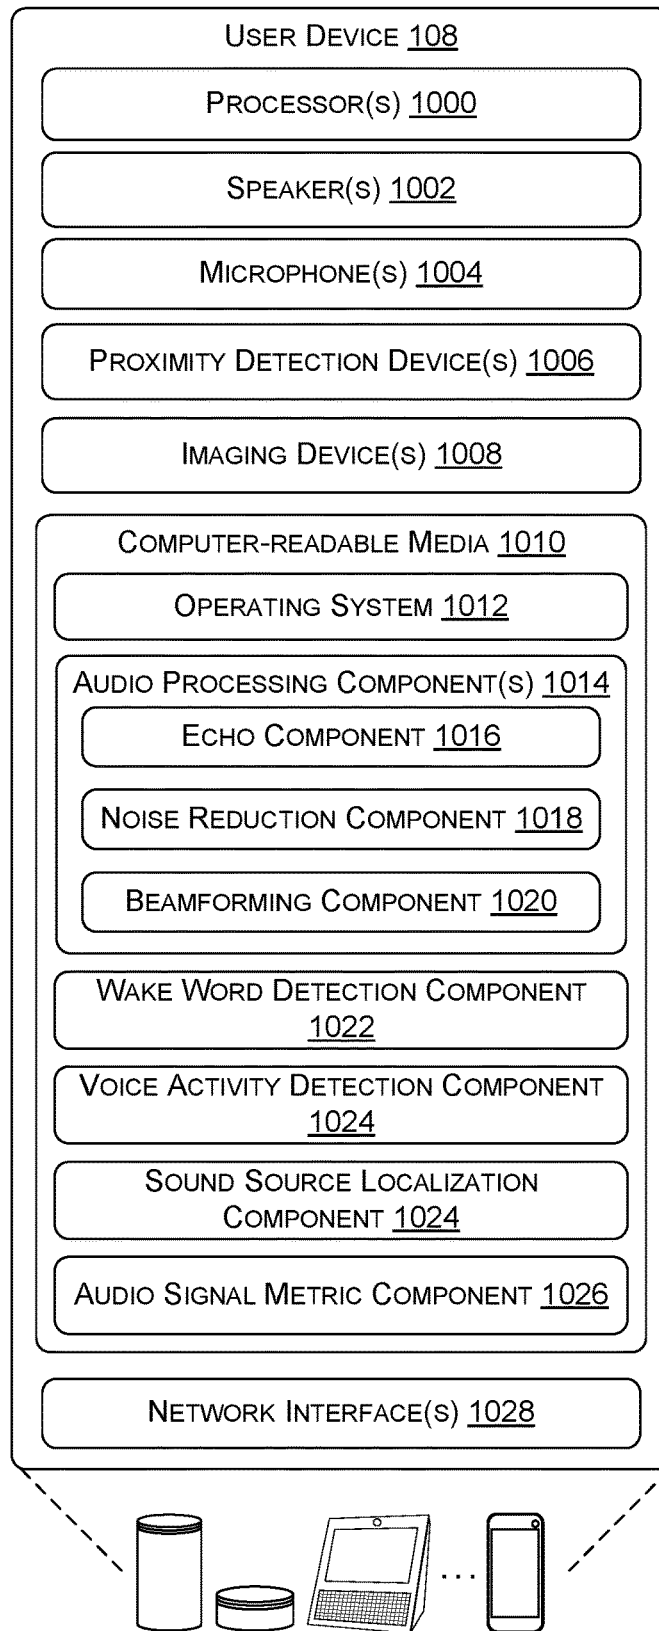 USER DEVICE 108
PROCESSOR(S) 1000
SPEAKER(S) 1002
MICROPHONE(S) 1004
PROXIMITY DETECTION DEVICE(S) 1006
IMAGING DEVICE(S) 1008
COMPUTER-READABLE MEDIA 1010
OPERATING SYSTEM 1012
AUDIO PROCESSING COMPONENT(S) 1014
ECHO COMPONENT 1016
NOISE REDUCTION COMPONENT 1018
BEAMFORMING COMPONENT 1020
WAKE WORD DETECTION COMPONENT
1022
VOICE ACTIVITY DETECTION COMPONENT
1024
SOUND SOURCE LOCALIZATION
COMPONENT 1024
AUDIO SIGNAL METRIC COMPONENT 1026
NETWORK INTERFACE(S) 1028
...